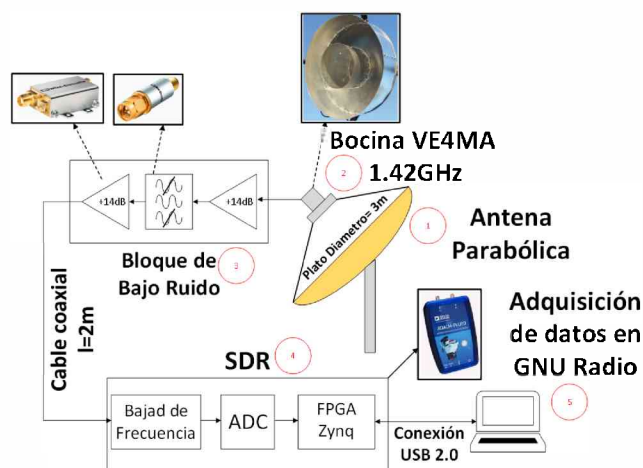 Bocina VE4MA
2
1.42GHz
+14dB
+14dB
Plato Diametro= 3m
1
Antena
Parabólica
Bloque de
Bajo Ruido
3
Cable coaxial
l=2m
SDR
4
Adquisición
de datos en
GNU Radio
Bajad de
Frecuencia
ADC
FPGA
Zynq
Conexión
USB 2.0
5